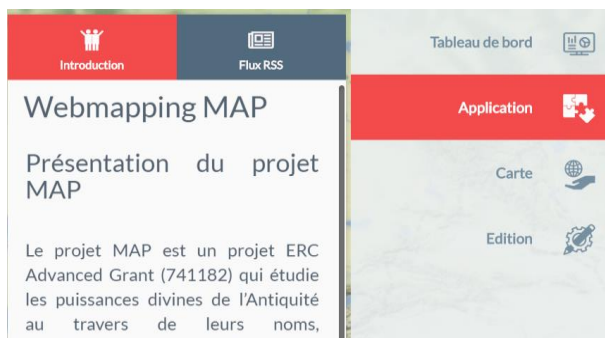 Introduction
Flux RSS
Webmapping MAP
Présentation du projet
MAP
Le projet MAP est un projet ERC
Advanced Grant (741182) qui étudie
les puissances divines de l'Antiquité
au travers de leurs noms,
Tableau de bord
Application
Carte
Edition